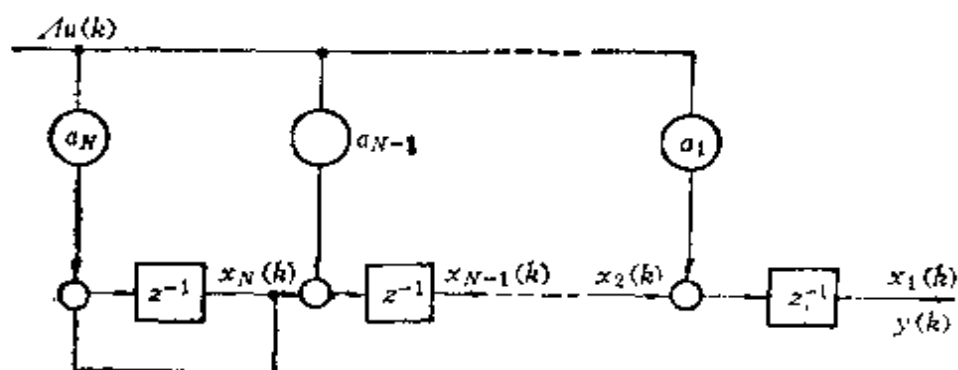 Δu(k)
a_N
a_{N-1}
a_1
z^{-1}
x_N(k)
z^{-1}
x_{N-1}(k)
x_2(k)
z^{-1}
x_1(k)
y(k)